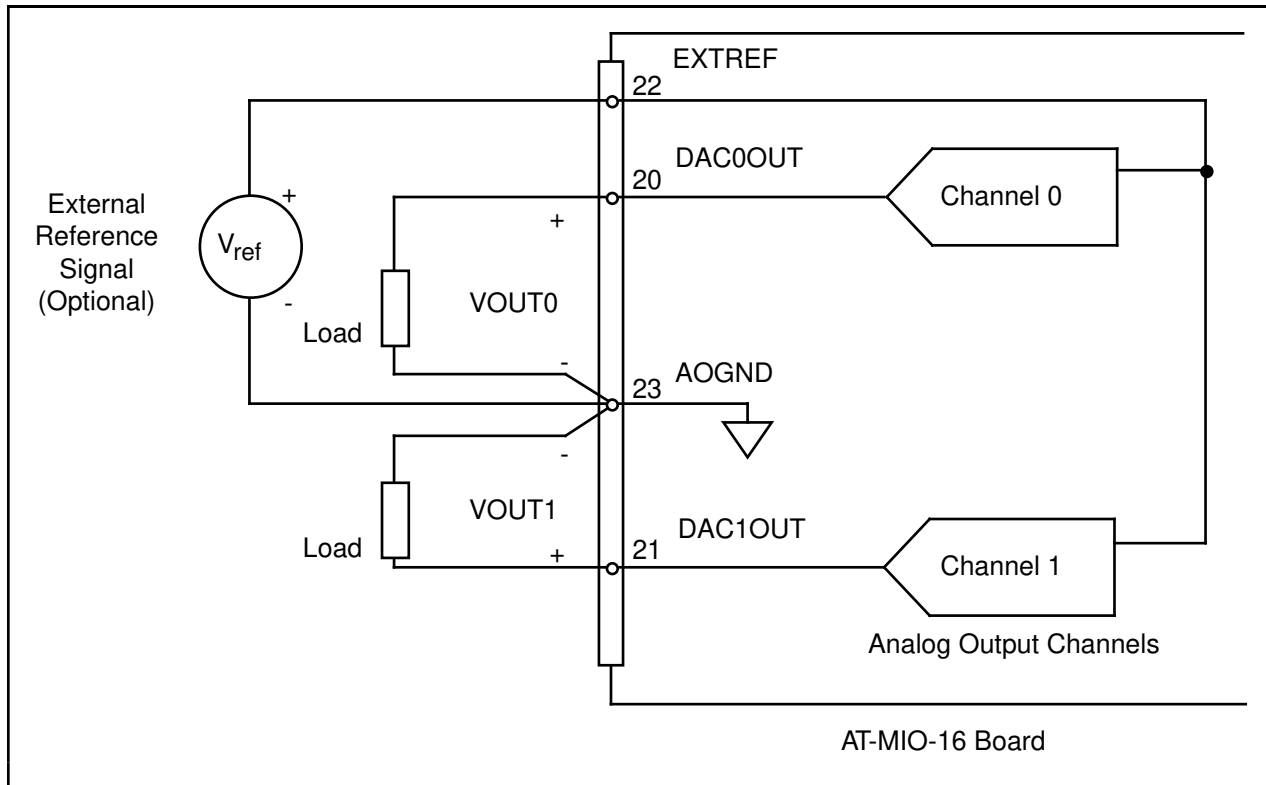 EXTREF
22
DAC0OUT
20
Channel 0
External
Reference
Signal
(Optional)
+
Vref
-
+
VOUT0
Load
-
AOGND
23
-
VOUT1
Load
+
DAC1OUT
21
Channel 1
Analog Output Channels
AT-MIO-16 Board